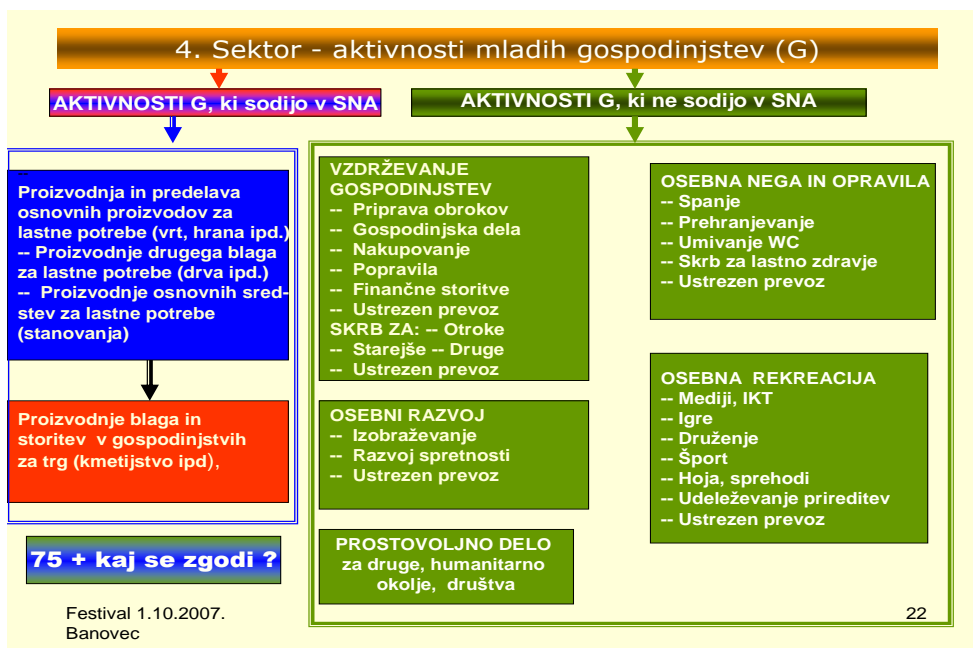 4. Sektor - aktivnosti mladih gospodinjstev (G)
AKTIVNOSTI G, ki sodijo v SNA
AKTIVNOSTI G, ki ne sodijo v SNA
--
Proizvodnja in predelava
osnovnih proizvodov za
lastne potrebe (vrt, hrana ipd.)
-- Proizvodnje drugega blaga
za lastne potrebe (drva ipd.)
-- Proizvodnje osnovnih sred-
stev za lastne potrebe
(stanovanja)
Proizvodnje blaga in
storitev v gospodinjstvih
za trg (kmetijstvo ipd),
75 + kaj se zgodi ?
VZDRŽEVANJE
GOSPODINJSTEV
-- Priprava obrokov
-- Gospodinjska dela
-- Nakupovanje
-- Popravila
-- Finančne storitve
-- Ustrezen prevoz
SKRB ZA: -- Otroke
-- Starejše -- Druge
-- Ustrezen prevoz
OSEBNI RAZVOJ
-- Izobraževanje
-- Razvoj spretnosti
-- Ustrezen prevoz
PROSTOVOLJNO DELO
za druge, humanitarno
okolje, društva
OSEBNA NEGA IN OPRAVILA
-- Spanje
-- Prehranjevanje
-- Umivanje WC
-- Skrb za lastno zdravje
-- Ustrezen prevoz
OSEBNA REKREACIJA
-- Mediji, IKT
-- Igre
-- Druženje
-- Šport
-- Hoja, sprehodi
-- Udeleževanje prireditev
-- Ustrezen prevoz
Festival 1.10.2007.
Banovec
22